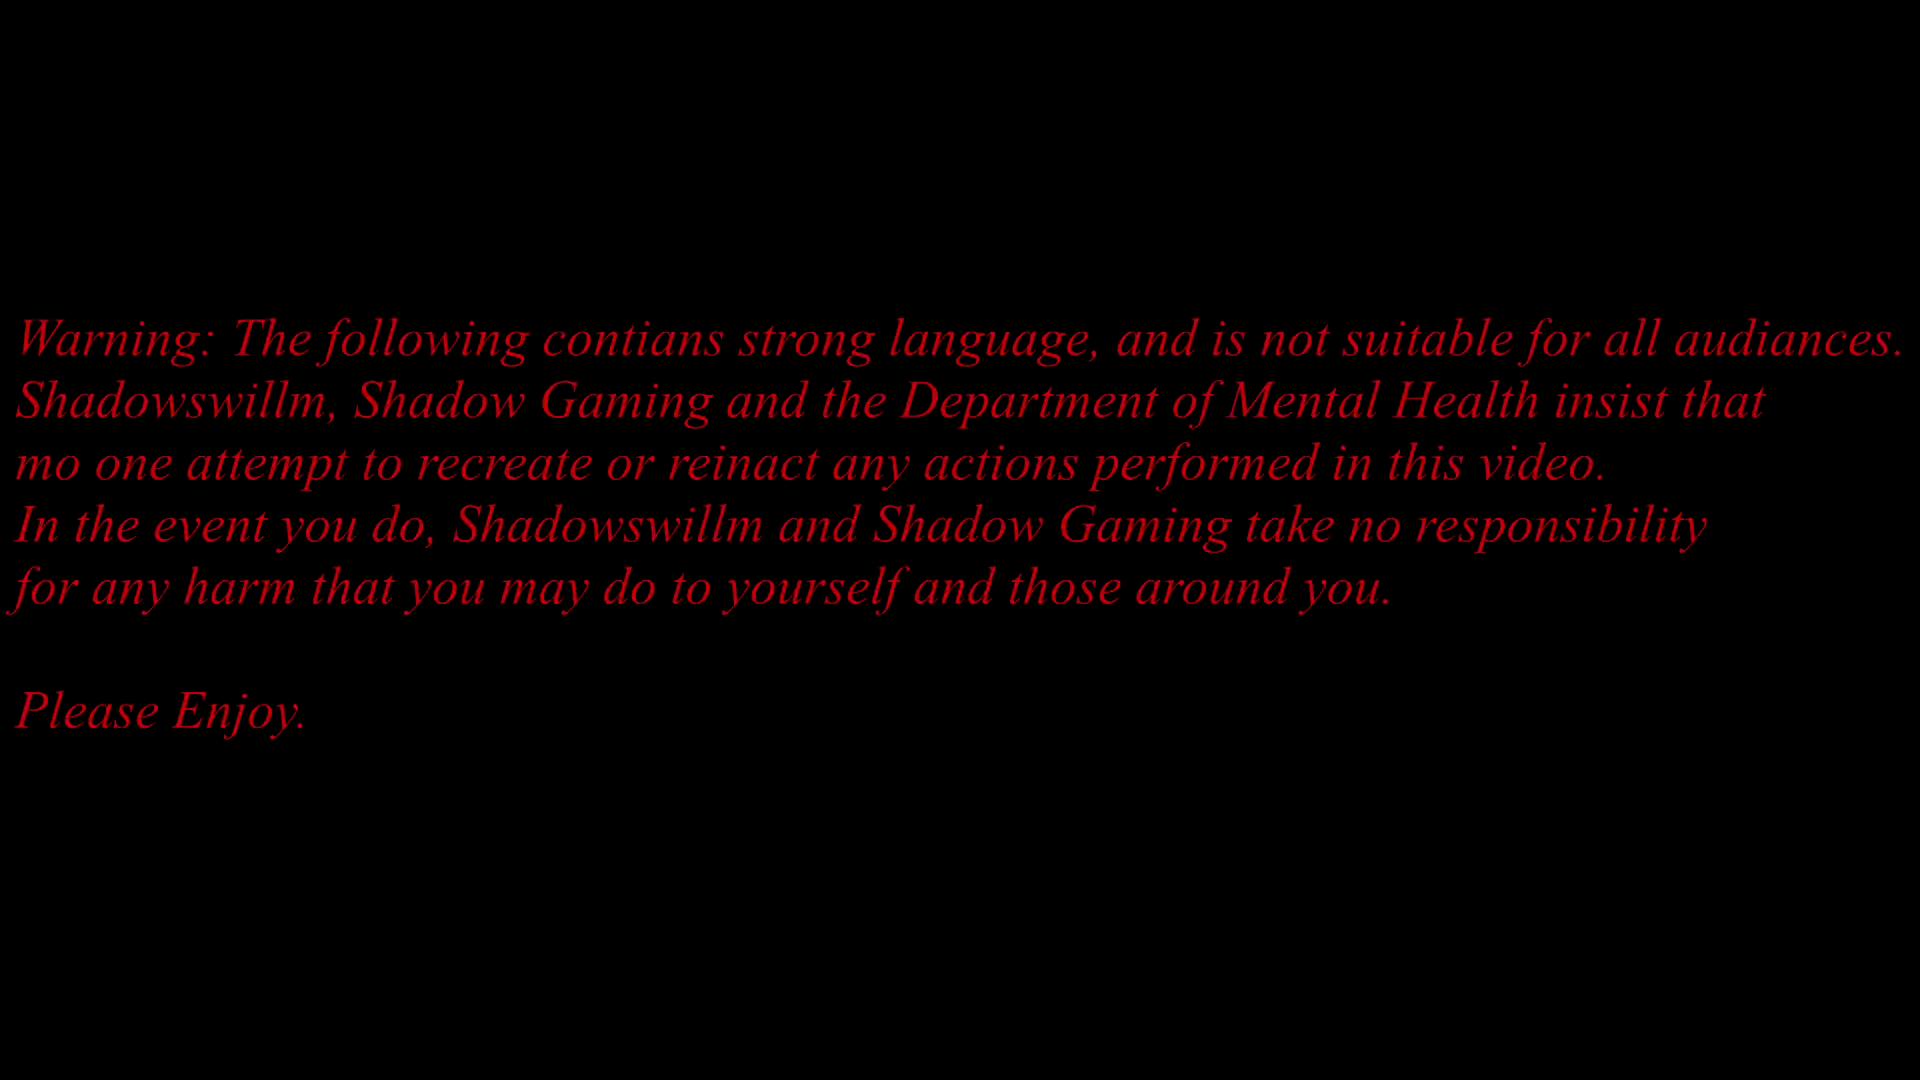 Warning: The following contians strong language, and is not suitable for all audiances.
Shadowswillm, Shadow Gaming and the Department of Mental Health insist that
mo one attempt to recreate or reinact any actions performed in this video.
In the event you do, Shadowswillm and Shadow Gaming take no responsibility
for any harm that you may do to yourself and those around you.
Please Enjoy.